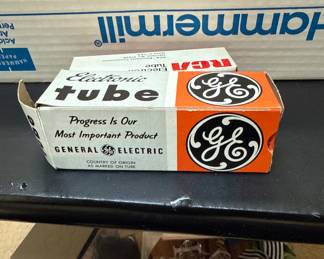 Hammermill
RCA
Electron
Tube
Electronic
tube
Progress Is Our
Most Important Product
GENERAL GE ELECTRIC
COUNTRY OF ORIGIN
AS MARKED ON TUBE
GE
GE